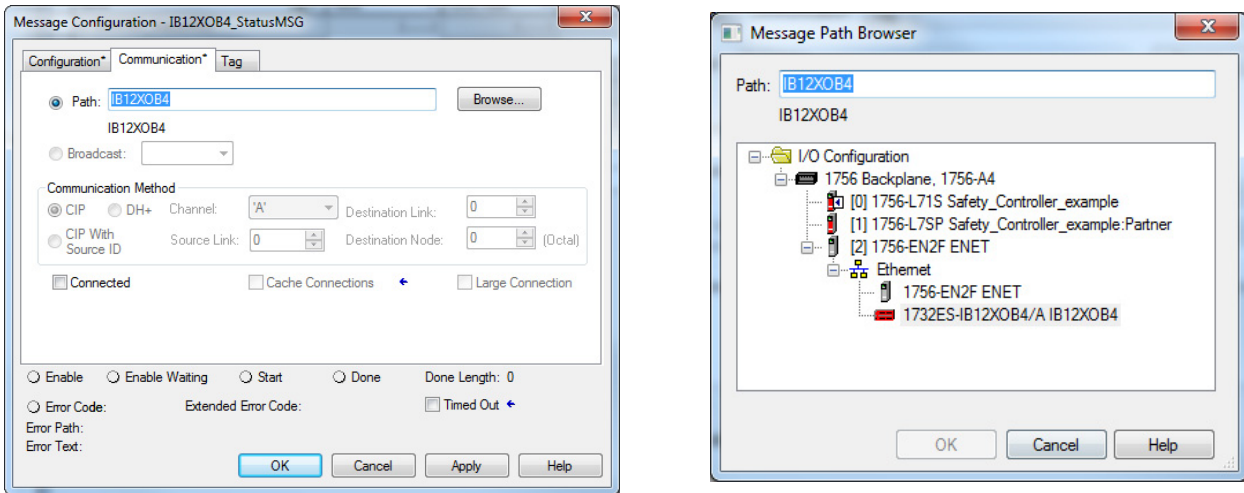 Message Configuration - IB12XOB4_StatusMSG
Configuration* Communication* Tag
Path: IB12XOB4 Browse...
IB12XOB4
Broadcast:
Communication Method
CIP DH+ Channel: 'A' Destination Link: 0
CIP With Source ID Source Link: 0 Destination Node: 0 (Octal)
Connected Cache Connections Large Connection
Enable Enable Waiting Start Done Done Length: 0
Error Code: Extended Error Code: Timed Out
Error Path:
Error Text:
OK Cancel Apply Help
Message Path Browser
Path: IB12XOB4
IB12XOB4
I/O Configuration
1756 Backplane, 1756-A4
[0] 1756-L71S Safety_Controller_example
[1] 1756-L7SP Safety_Controller_example:Partner
[2] 1756-EN2F ENET
Ethernet
1756-EN2F ENET
1732ES-IB12XOB4/A IB12XOB4
OK Cancel Help